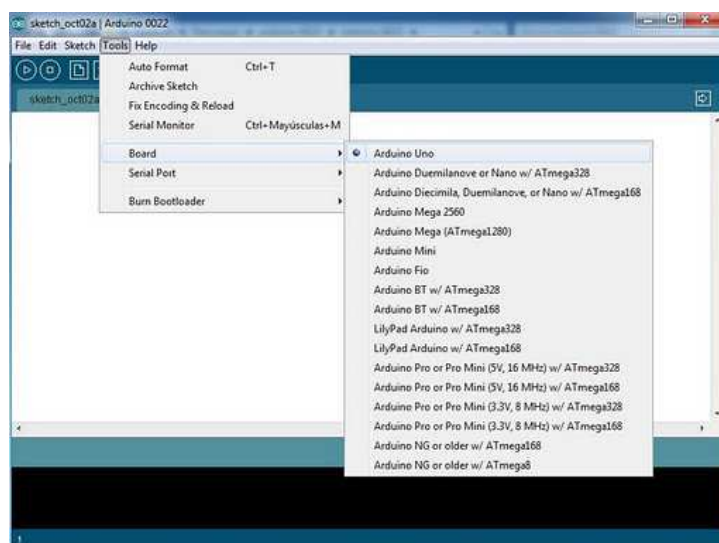 sketch_oct02a | Arduino 0022
File Edit Sketch Tools Help
sketch_oct02a
Auto Format Ctrl+T
Archive Sketch
Fix Encoding & Reload
Serial Monitor Ctrl+Mayúsculas+M
Board
Serial Port
Burn Bootloader
Arduino Uno
Arduino Duemilanove or Nano w/ ATmega328
Arduino Diecimila, Duemilanove, or Nano w/ ATmega168
Arduino Mega 2560
Arduino Mega (ATmega1280)
Arduino Mini
Arduino Fio
Arduino BT w/ ATmega328
Arduino BT w/ ATmega168
LilyPad Arduino w/ ATmega328
LilyPad Arduino w/ ATmega168
Arduino Pro or Pro Mini (5V, 16 MHz) w/ ATmega328
Arduino Pro or Pro Mini (5V, 16 MHz) w/ ATmega168
Arduino Pro or Pro Mini (3.3V, 8 MHz) w/ ATmega328
Arduino Pro or Pro Mini (3.3V, 8 MHz) w/ ATmega168
Arduino NG or older w/ ATmega168
Arduino NG or older w/ ATmega8
1